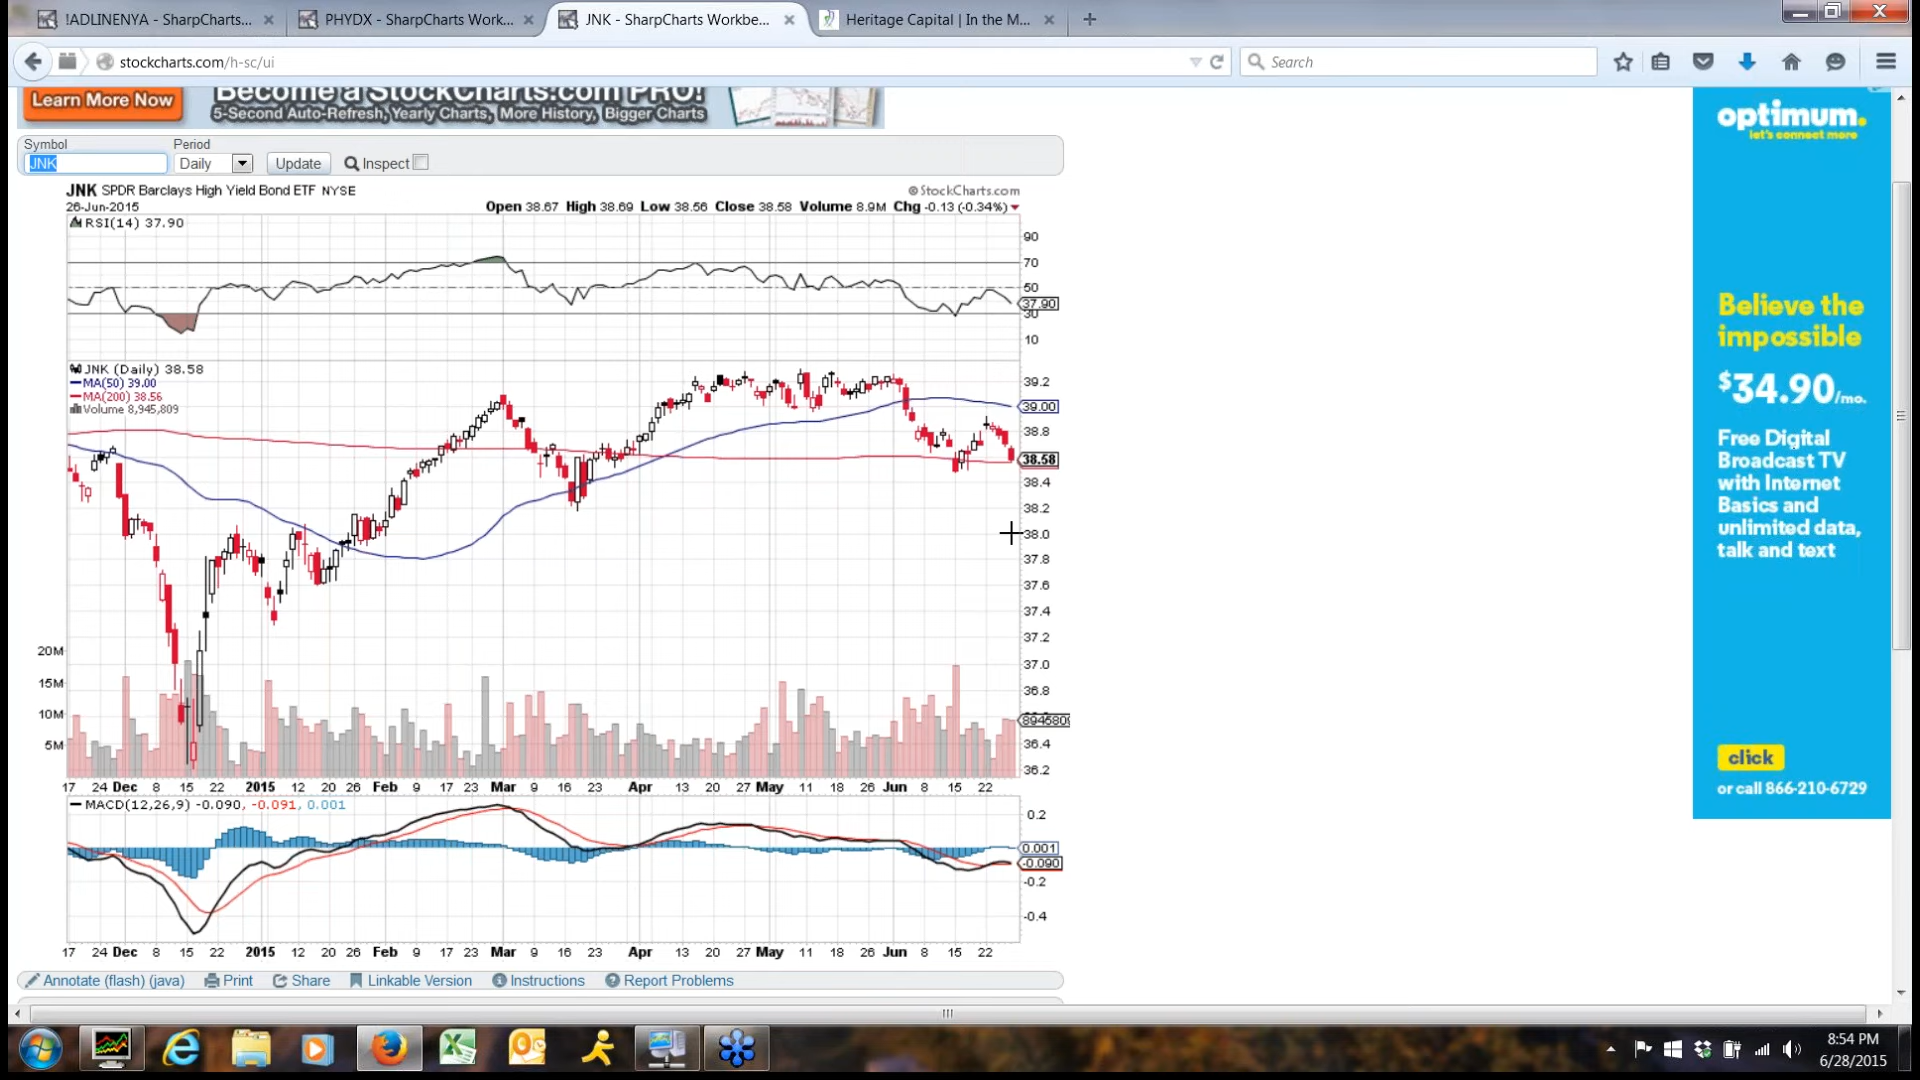 !ADLINENYA - SharpCharts...
PHYDX - SharpCharts Work...
JNK - SharpCharts Workbe...
Heritage Capital | In the M...
stockcharts.com/h-sc/ui
Search
Learn More Now
Become a StockCharts.com PRO!
5-Second Auto-Refresh, Yearly Charts, More History, Bigger Charts
Symbol
Period
JNK
Daily
Update
Inspect
JNK SPDR Barclays High Yield Bond ETF NYSE
© StockCharts.com
26-Jun-2015
Open 38.67 High 38.69 Low 38.56 Close 38.58 Volume 8.9M Chg -0.13 (-0.34%)
RSI(14) 37.90
90
70
50
37.90
30
10
JNK (Daily) 38.58
MA(50) 39.00
MA(200) 38.56
Volume 8,945,809
39.2
39.00
38.8
38.58
38.4
38.2
38.0
37.8
37.6
37.4
37.2
37.0
36.8
8945809
36.4
36.2
20M
15M
10M
5M
17 24 Dec 8 15 22 2015 12 20 26 Feb 9 17 23 Mar 9 16 23 Apr 13 20 27 May 11 18 26 Jun 8 15 22
MACD(12,26,9) -0.090, -0.091, 0.001
0.2
0.001
-0.090
-0.2
-0.4
17 24 Dec 8 15 22 2015 12 20 26 Feb 9 17 23 Mar 9 16 23 Apr 13 20 27 May 11 18 26 Jun 8 15 22
Annotate (flash) (java)
Print
Share
Linkable Version
Instructions
Report Problems
optimum.
let's connect more
Believe the
impossible
$34.90/mo.
Free Digital
Broadcast TV
with Internet
Basics and
unlimited data,
talk and text
click
or call 866-210-6729
8:54 PM
6/28/2015